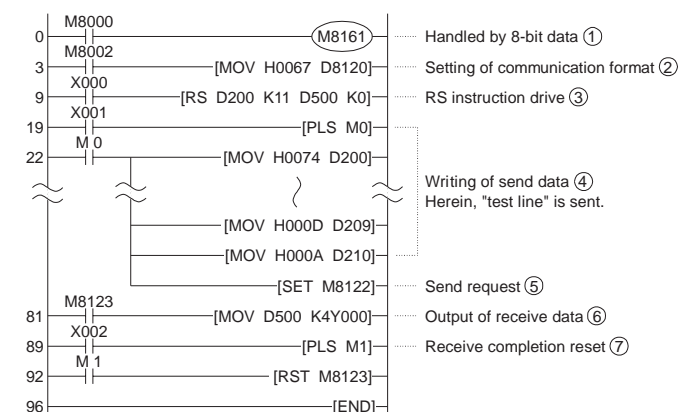 M8000
0 M8161 Handled by 8-bit data ①
M8002
3 [MOV H0067 D8120] Setting of communication format ②
X000
9 [RS D200 K11 D500 K0] RS instruction drive ③
X001
19 [PLS M0]
M 0
22 [MOV H0074 D200]
Writing of send data ④
Herein, "test line" is sent.
[MOV H000D D209]
[MOV H000A D210]
[SET M8122] Send request ⑤
M8123
81 [MOV D500 K4Y000] Output of receive data ⑥
X002
89 [PLS M1] Receive completion reset ⑦
M 1
92 [RST M8123]
96 [END]